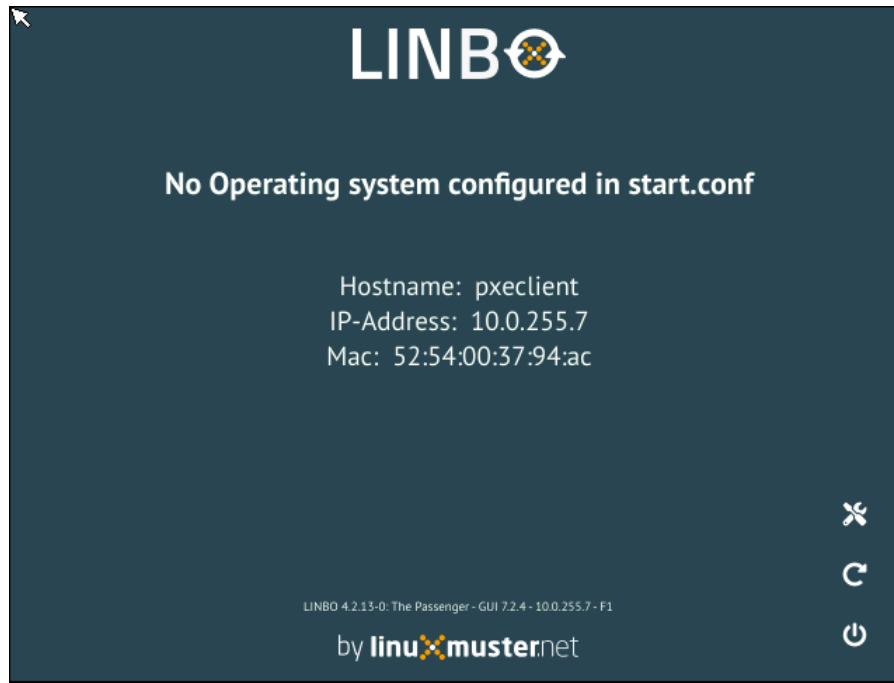 LINBO
No Operating system configured in start.conf
Hostname: pxeclient
IP-Address: 10.0.255.7
Mac: 52:54:00:37:94:ac
LINBO 4.2.13-0: The Passenger - GUI 7.2.4 - 10.0.255.7 - F1
by linuxmuster.net